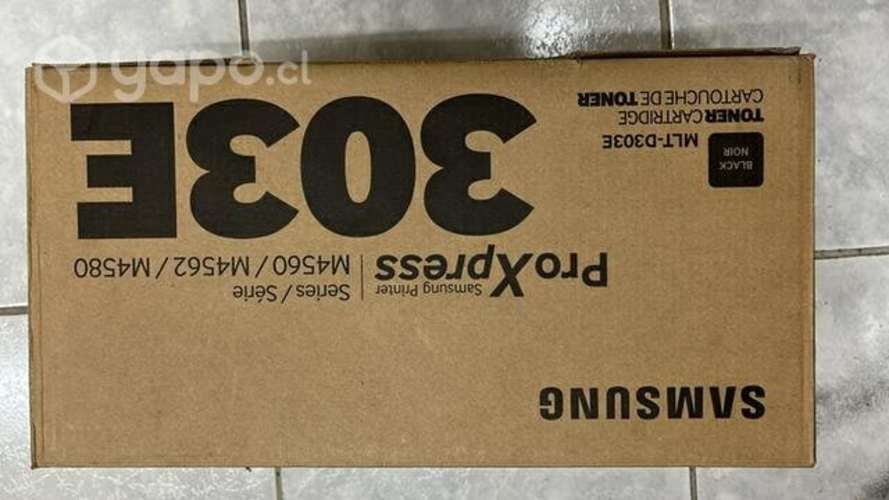 yapo.cl
SAMSUNG
Samsung Printer
ProXpress
Series / Série
M4560 / M4562 / M4580
303E
BLACK
NOIR
MLT-D303E
TONER CARTRIDGE
CARTOUCHE DE TONER